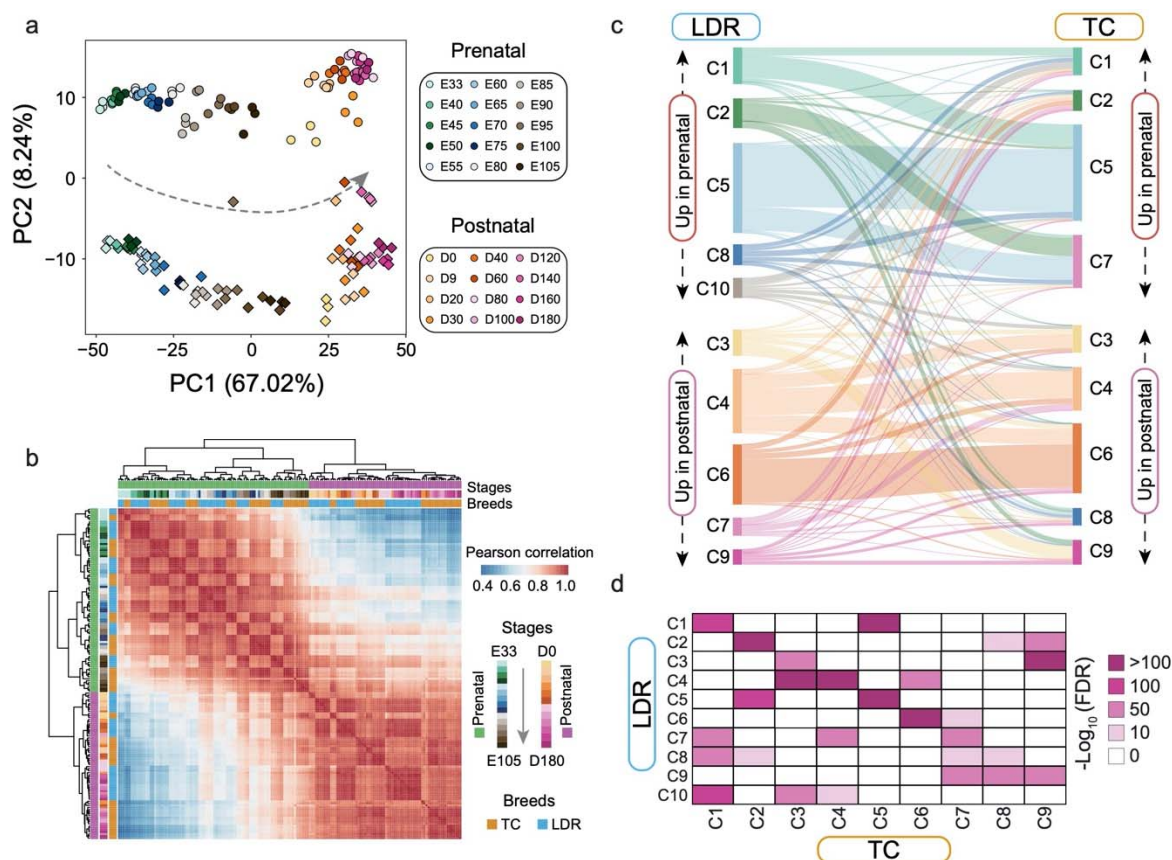 a
10
0
−10
PC2 (8.24%)
−50
−25
0
25
50
PC1 (67.02%)
Prenatal
E33 E60 E85
E40 E65 E90
E45 E70 E95
E50 E75 E100
E55 E80 E105
Postnatal
D0 D40 D120
D9 D60 D140
D20 D80 D160
D30 D100 D180
b
Stages
Breeds
Pearson correlation
0.4 0.6 0.8 1.0
Stages
E33 D0
Prenatal
Postnatal
E105 D180
Breeds
TC LDR
c
LDR
TC
Up in prenatal
Up in postnatal
C1
C2
C5
C8
C10
C3
C4
C6
C7
C9
C1
C2
C5
C7
C3
C4
C6
C8
C9
Up in prenatal
Up in postnatal
d
LDR
C1
C2
C3
C4
C5
C6
C7
C8
C9
C10
C1 C2 C3 C4 C5 C6 C7 C8 C9
TC
-Log10 (FDR)
>100
100
50
10
0